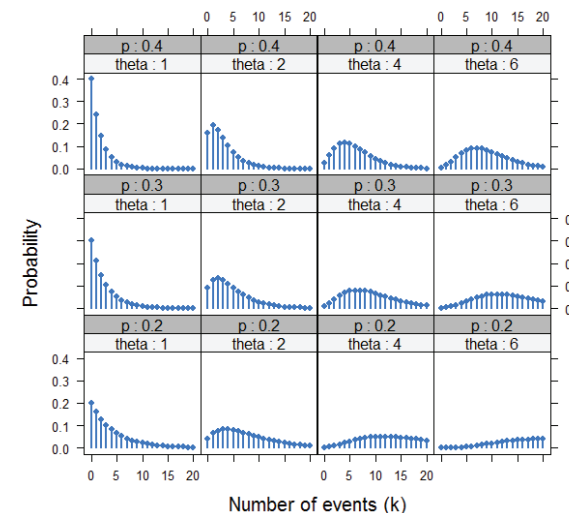 0 5 10 15 20 0 5 10 15 20
p : 0.4 p : 0.4 p : 0.4 p : 0.4
theta : 1 theta : 2 theta : 4 theta : 6
0.4
0.3
0.2
0.1
0.0
p : 0.3 p : 0.3 p : 0.3 p : 0.3
theta : 1 theta : 2 theta : 4 theta : 6
Probability
p : 0.2 p : 0.2 p : 0.2 p : 0.2
theta : 1 theta : 2 theta : 4 theta : 6
0.4
0.3
0.2
0.1
0.0
0 5 10 15 20 0 5 10 15 20
Number of events (k)